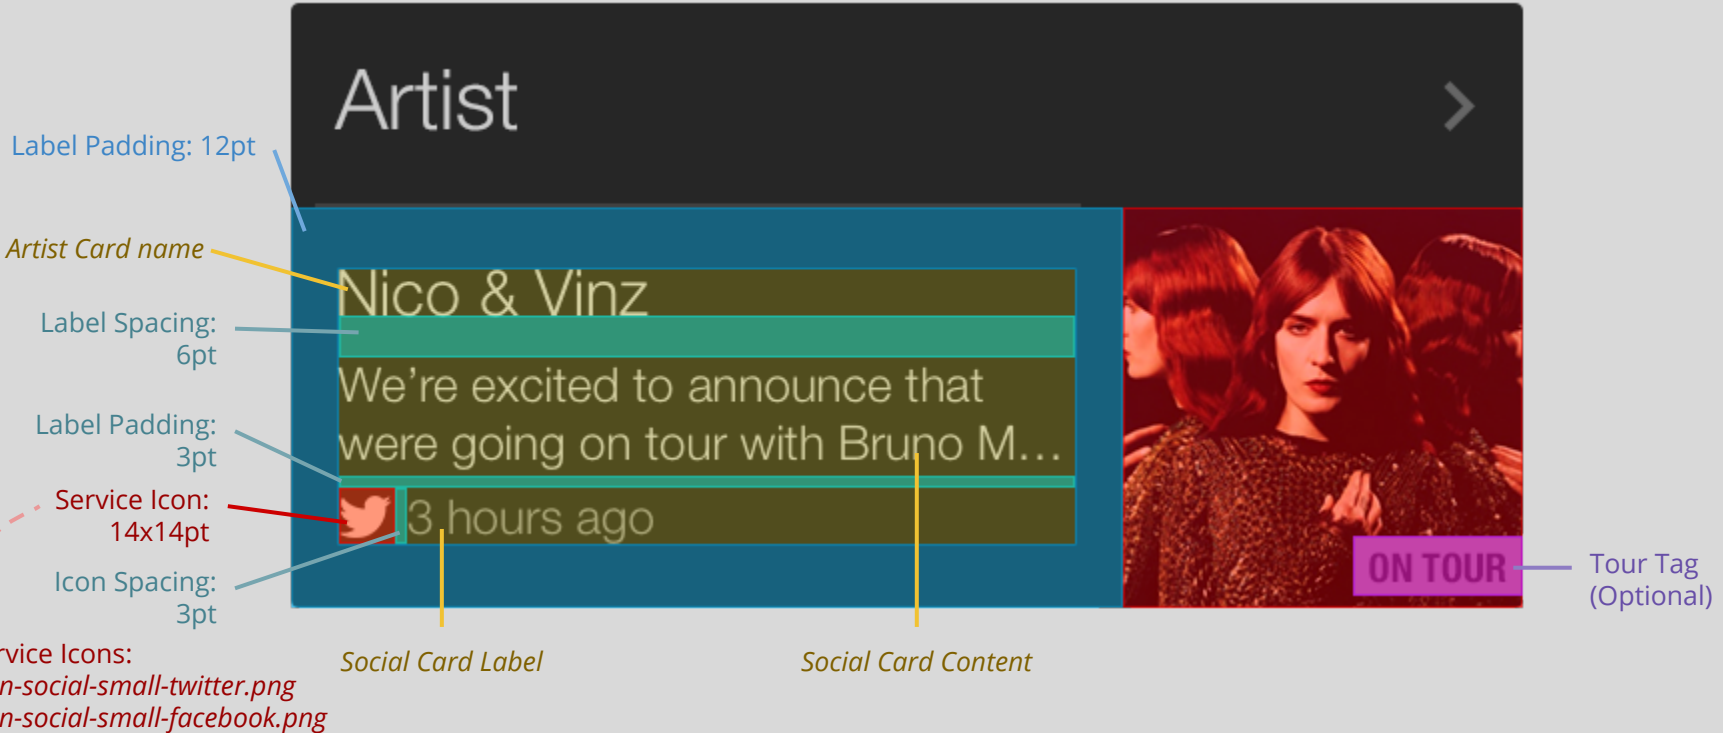 Artist
Label Padding: 12pt
Artist Card name
Nico & Vinz
Label Spacing:
6pt
We’re excited to announce that
were going on tour with Bruno M...
Label Padding:
3pt
Service Icon:
14x14pt
3 hours ago
Icon Spacing:
3pt
ON TOUR
Tour Tag
(Optional)
Social Card Label
Social Card Content
rvice Icons:
n-social-small-twitter.png
n-social-small-facebook.png